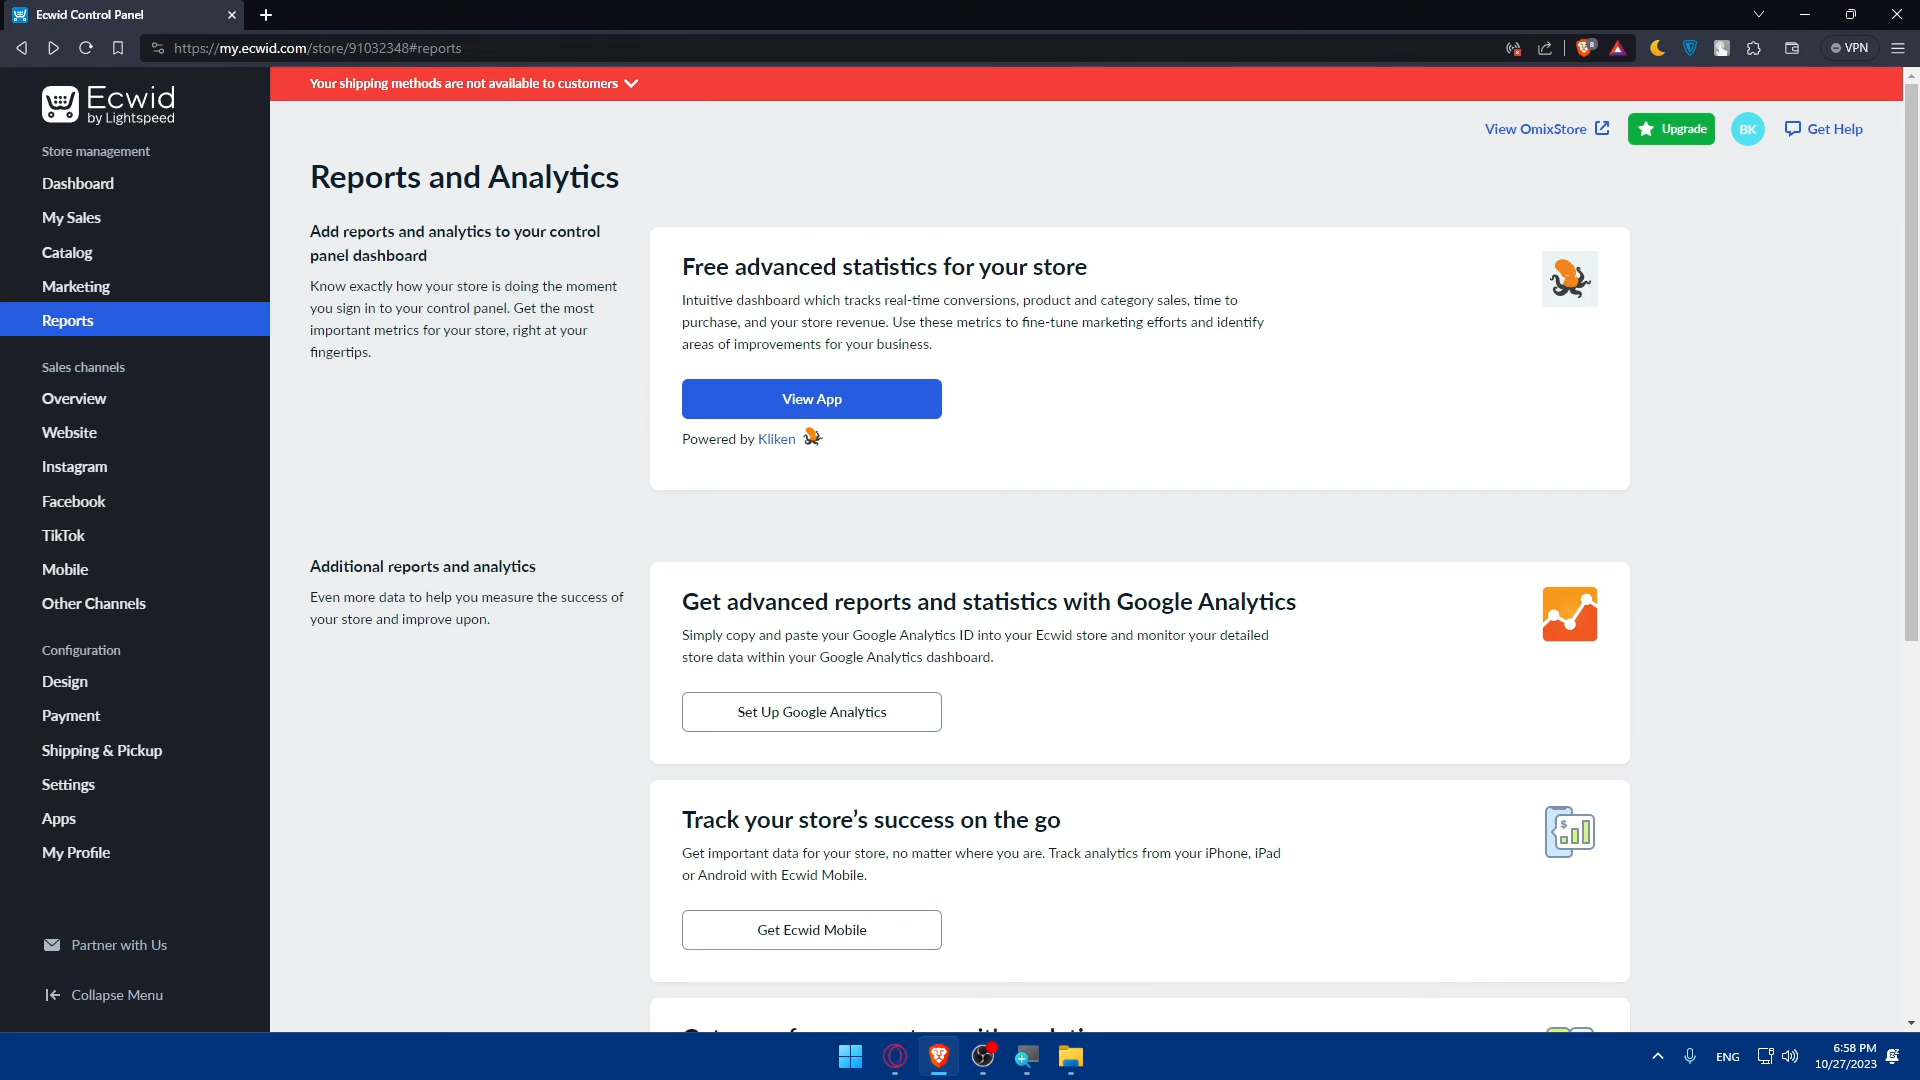 Ecwid Control Panel
https://my.ecwid.com/store/91032348#reports
8
VPN
Ecwid
by Lightspeed
Your shipping methods are not available to customers
View OmixStore
Upgrade
BK
Get Help
Store management
Dashboard
My Sales
Catalog
Marketing
Reports
Sales channels
Overview
Website
Instagram
Facebook
TikTok
Mobile
Other Channels
Configuration
Design
Payment
Shipping & Pickup
Settings
Apps
My Profile
Partner with Us
Collapse Menu
Reports and Analytics
Add reports and analytics to your control
panel dashboard
Know exactly how your store is doing the moment
you sign in to your control panel. Get the most
important metrics for your store, right at your
fingertips.
Free advanced statistics for your store
Intuitive dashboard which tracks real-time conversions, product and category sales, time to
purchase, and your store revenue. Use these metrics to fine-tune marketing efforts and identify
areas of improvements for your business.
View App
Powered by Kliken
Additional reports and analytics
Even more data to help you measure the success of
your store and improve upon.
Get advanced reports and statistics with Google Analytics
Simply copy and paste your Google Analytics ID into your Ecwid store and monitor your detailed
store data within your Google Analytics dashboard.
Set Up Google Analytics
Track your store's success on the go
Get important data for your store, no matter where you are. Track analytics from your iPhone, iPad
or Android with Ecwid Mobile.
$
Get Ecwid Mobile
ENG
6:58 PM
10/27/2023